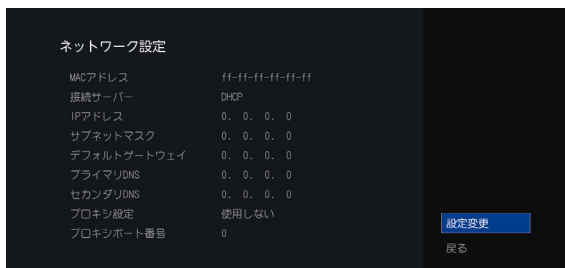 ネットワーク設定
MACアドレス ff-ff-ff-ff-ff-ff
接続サーバー DHCP
IPアドレス 0. 0. 0. 0
サブネットマスク 0. 0. 0. 0
デフォルトゲートウェイ 0. 0. 0. 0
プライマリDNS 0. 0. 0. 0
セカンダリDNS 0. 0. 0. 0
プロキシ設定 使用しない
プロキシポート番号 0
設定変更
戻る